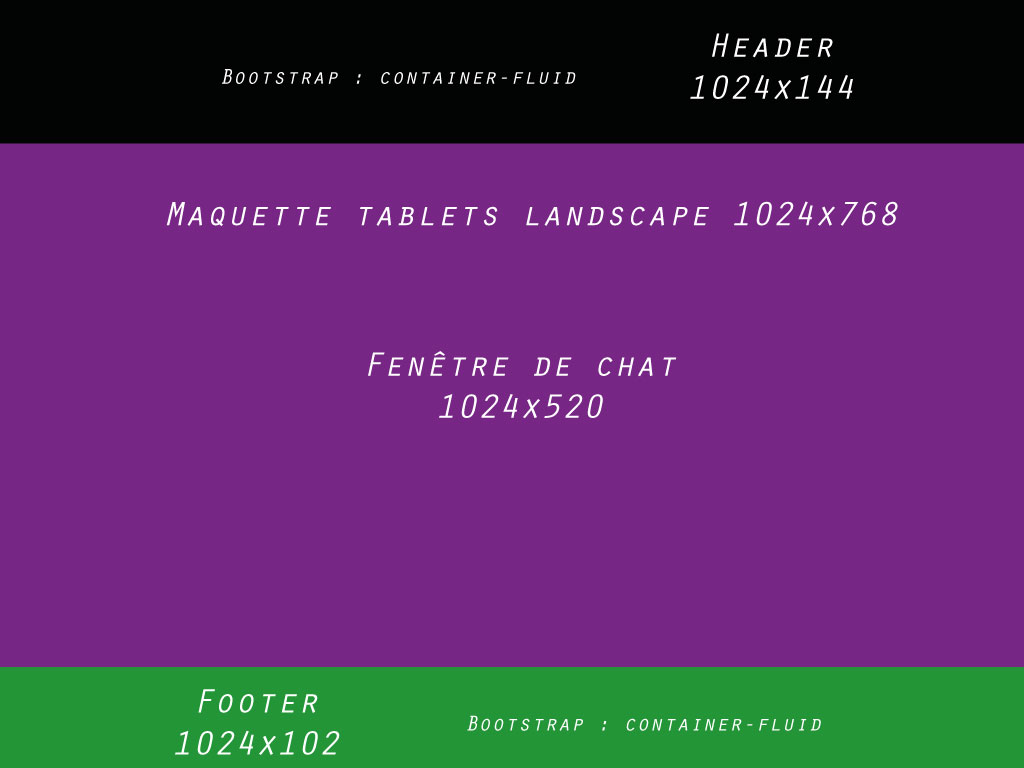 Header
Bootstrap : container-fluid
1024x144
Maquette tablets landscape 1024x768
Fenêtre de chat
1024x520
Footer
Bootstrap : container-fluid
1024x102